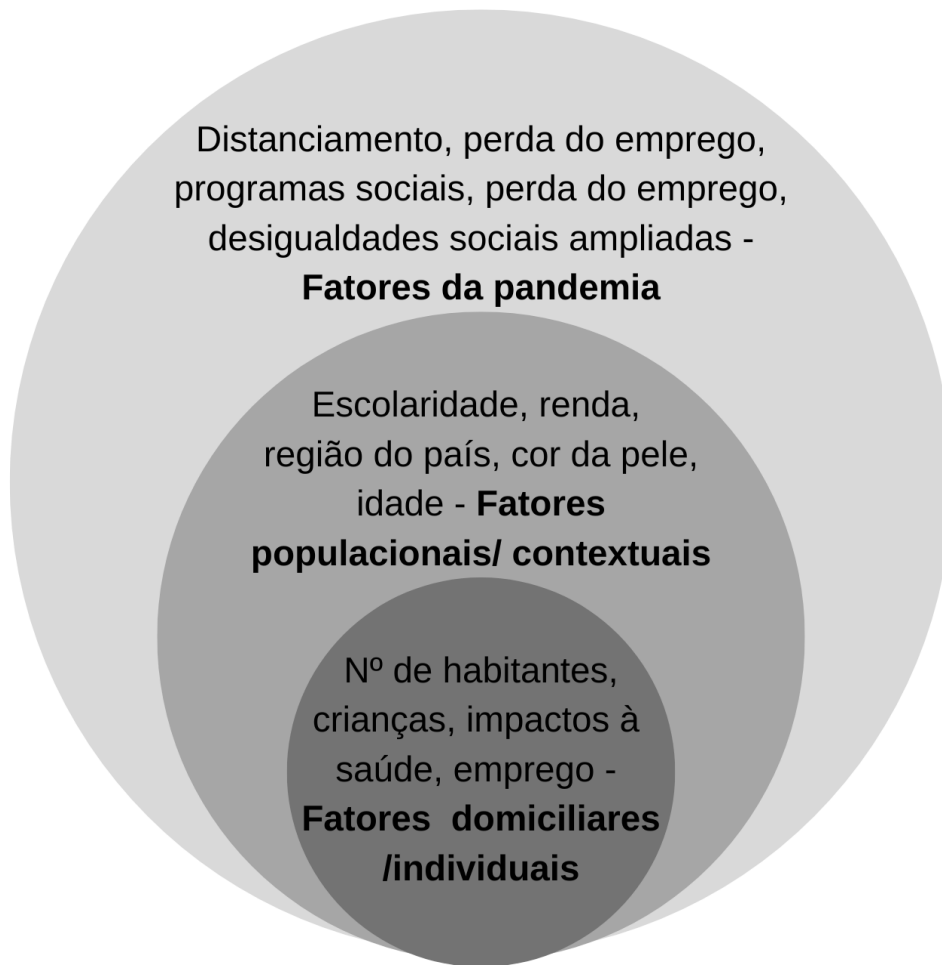 Distanciamento, perda do emprego,
programas sociais, perda do emprego,
desigualdades sociais ampliadas -
Fatores da pandemia
Escolaridade, renda,
região do país, cor da pele,
idade - Fatores
populacionais/ contextuais
Nº de habitantes,
crianças, impactos à
saúde, emprego -
Fatores  domiciliares
/individuais